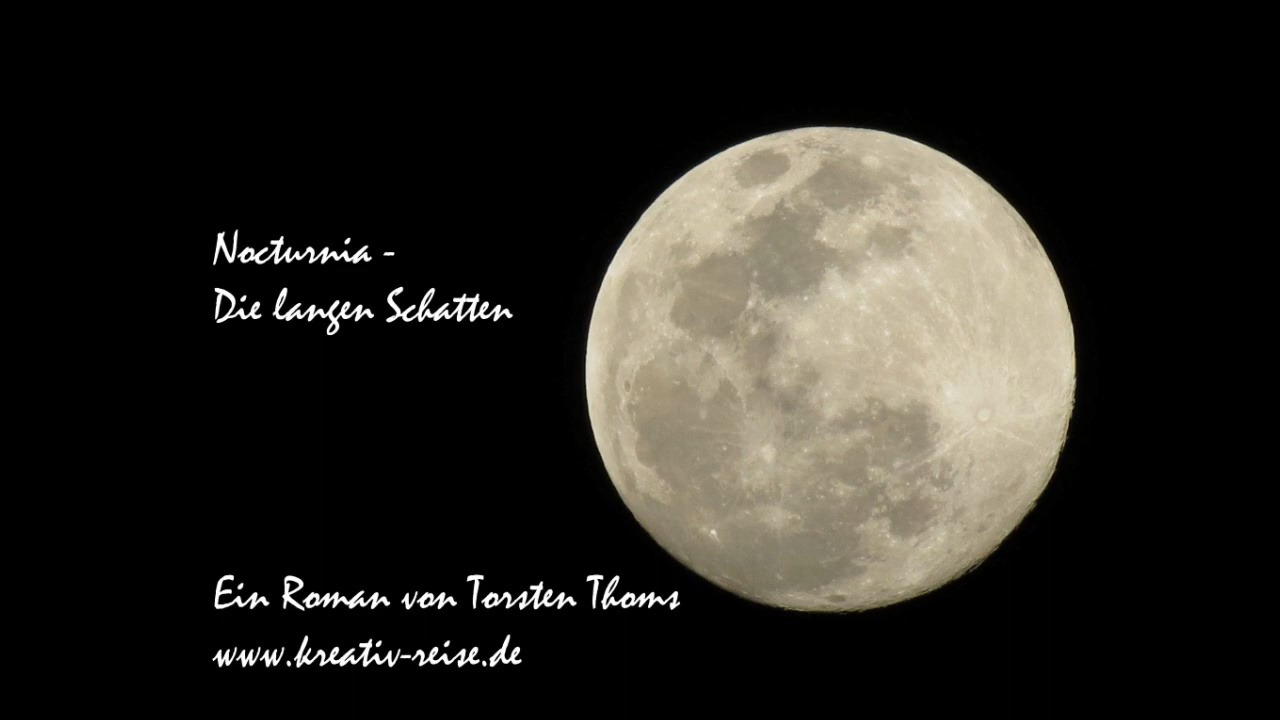 Nocturnia -
Die langen Schatten
Ein Roman von Torsten Thoms
www.kreativ-reise.de